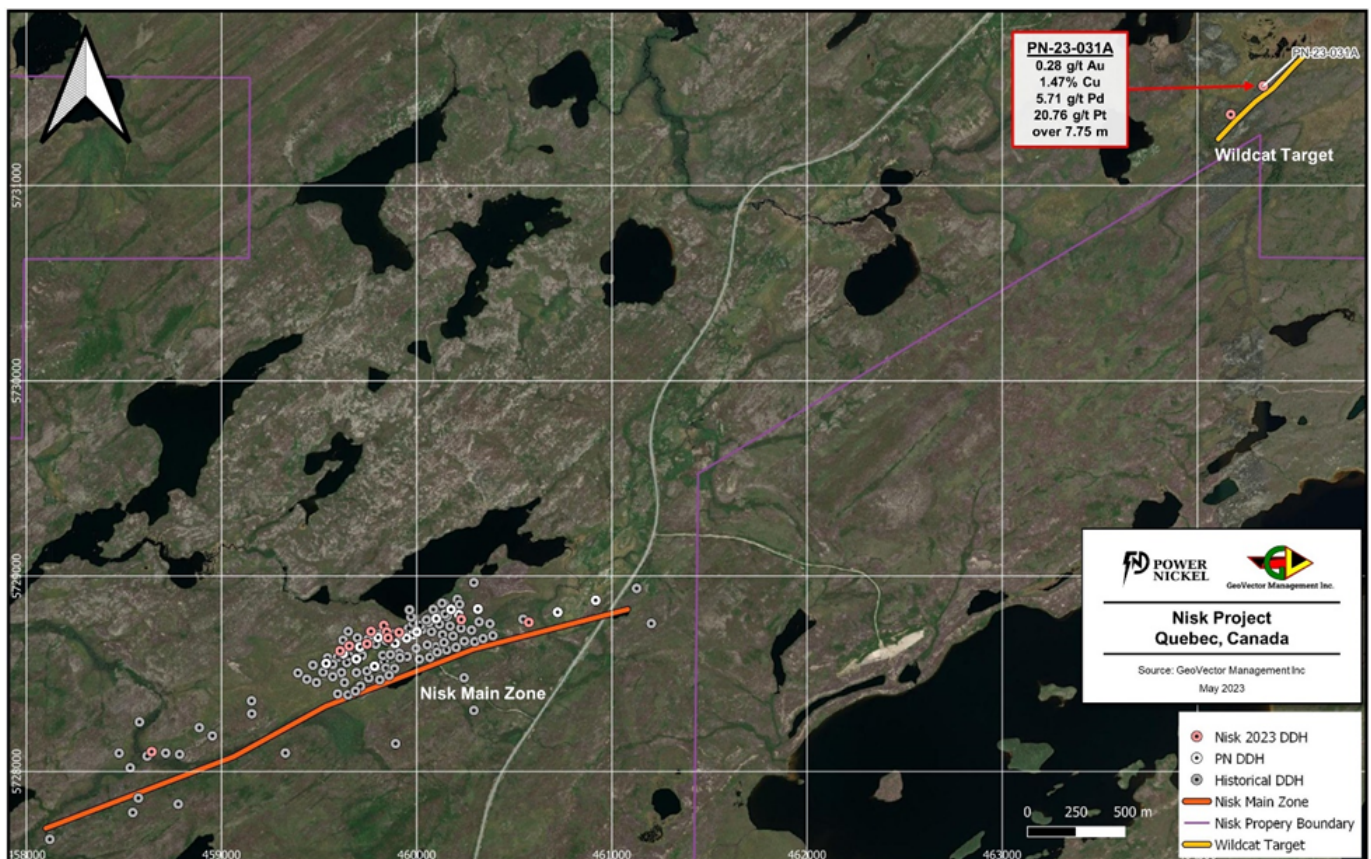 PN-23-031A
0.28 g/t Au
1.47% Cu
5.71 g/t Pd
20.76 g/t Pt
over 7.75 m
PN-23-031A
Wildcat Target
5731000
5730000
5729000
5728000
Nisk Main Zone
POWER
NICKEL
GeoVector Management Inc.
Nisk Project
Quebec, Canada
Source: GeoVector Management Inc
May 2023
Nisk 2023 DDH
PN DDH
Historical DDH
Nisk Main Zone
Nisk Propery Boundary
Wildcat Target
0 250 500 m
458000 459000 460000 461000 462000 463000